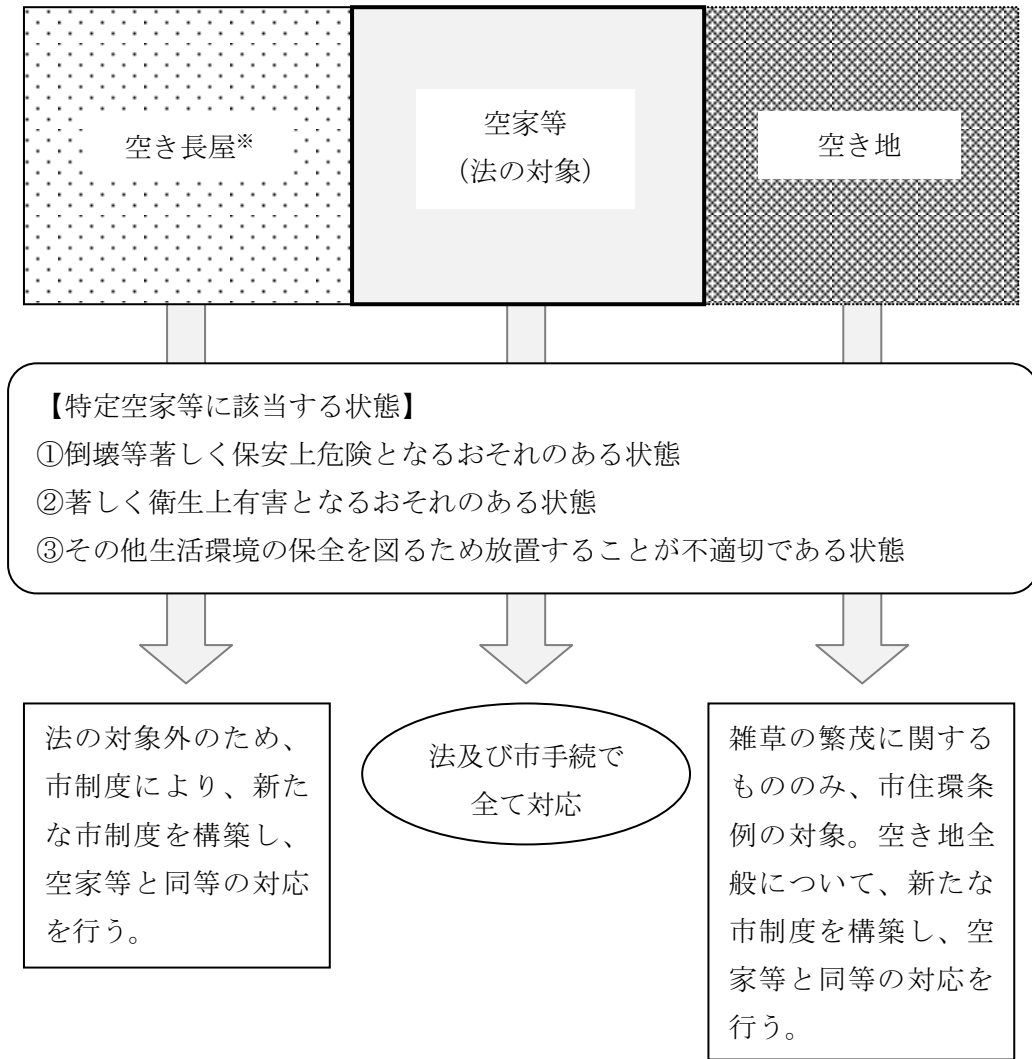 空き長屋※
空家等
（法の対象）
空き地
【特定空家等に該当する状態】
①倒壊等著しく保安上危険となるおそれのある状態
②著しく衛生上有害となるおそれのある状態
③その他生活環境の保全を図るため放置することが不適切である状態
法の対象外のため、
市制度により、新た
な市制度を構築し、
空家等と同等の対応
を行う。
法及び市手続で
全て対応
雑草の繁茂に関する
もののみ、市住環条
例の対象。空き地全
般について、新たな
市制度を構築し、空
家等と同等の対応を
行う。